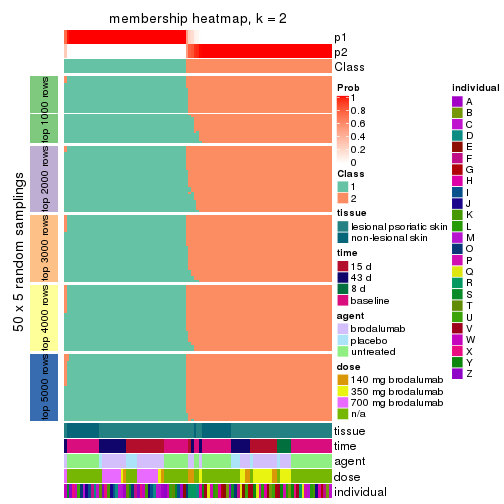 membership heatmap, k = 2
p1
p2
Class
50 x 5 random samplings
top 1000 rows
top 2000 rows
top 3000 rows
top 4000 rows
top 5000 rows
tissue
time
agent
dose
individual
Prob
1
0.8
0.6
0.4
0.2
0
Class
1
2
tissue
lesional psoriatic skin
non-lesional skin
time
15 d
43 d
8 d
baseline
agent
brodalumab
placebo
untreated
dose
140 mg brodalumab
350 mg brodalumab
700 mg brodalumab
n/a
individual
A
B
C
D
E
F
G
H
I
J
K
L
M
O
P
Q
R
S
T
U
V
W
X
Y
Z